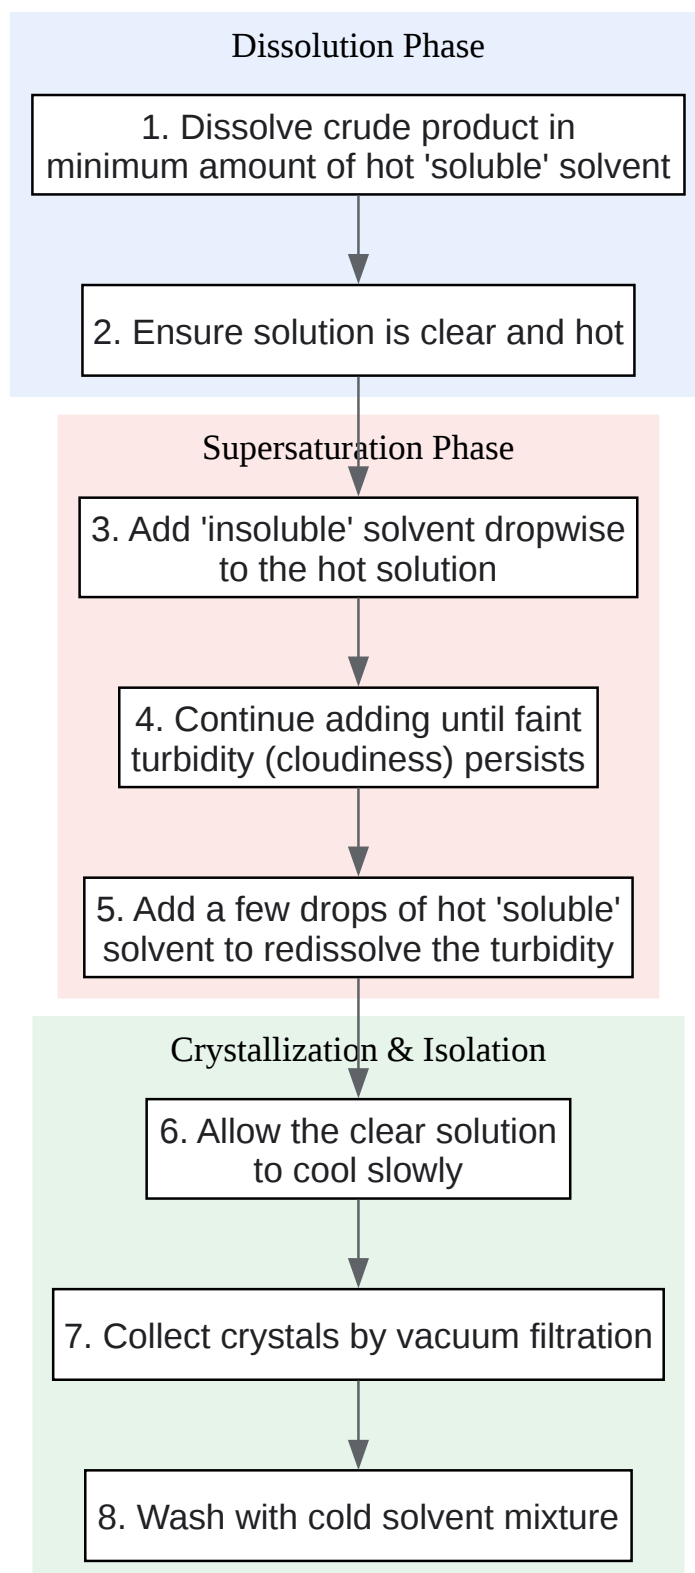 Dissolution Phase
1. Dissolve crude product in
minimum amount of hot 'soluble' solvent
2. Ensure solution is clear and hot
Supersaturation Phase
3. Add 'insoluble' solvent dropwise
to the hot solution
4. Continue adding until faint
turbidity (cloudiness) persists
5. Add a few drops of hot 'soluble'
solvent to redissolve the turbidity
Crystallization & Isolation
6. Allow the clear solution
to cool slowly
7. Collect crystals by vacuum filtration
8. Wash with cold solvent mixture